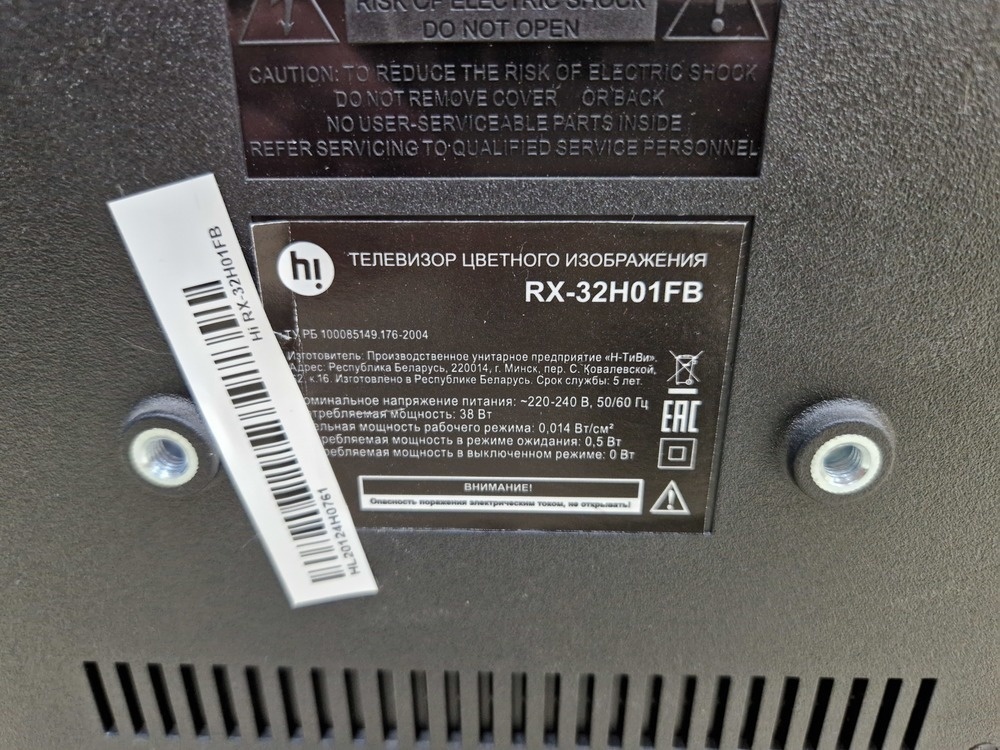 RISK OF ELECTRIC SHOCK
DO NOT OPEN
CAUTION: TO REDUCE THE RISK OF ELECTRIC SHOCK
DO NOT REMOVE COVER OR BACK
NO USER-SERVICEABLE PARTS INSIDE
REFER SERVICING TO QUALIFIED SERVICE PERSONNEL
hi
ТЕЛЕВИЗОР ЦВЕТНОГО ИЗОБРАЖЕНИЯ
RX-32H01FB
ТУ РБ 100085149.176-2004
Изготовитель: Производственное унитарное предприятие «Н-ТиВи».
Адрес: Республика Беларусь, 220014, г. Минск, пер. С. Ковалевской,
к.16. Изготовлено в Республике Беларусь. Срок службы: 5 лет.
напряжение питания: ~220-240 В, 50/60 Гц
мощность: 38 Вт
мощность рабочего режима: 0,014 Вт/см²
мощность в режиме ожидания: 0,5 Вт
мощность в выключенном режиме: 0 Вт
EAC
ВНИМАНИЕ!
Опасность поражения электрическим током, не открывать!
Hi RX-32H01FB
HL20124H0761